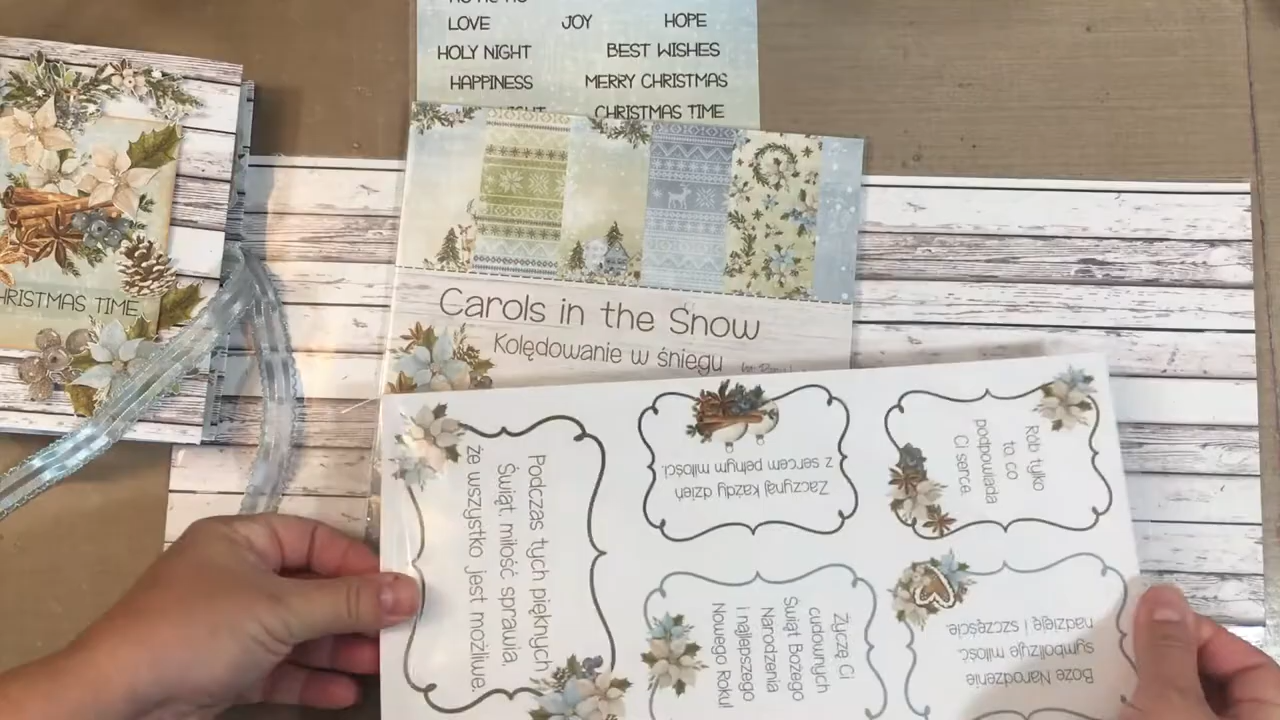 LOVE
JOY
HOPE
HOLY NIGHT
BEST WISHES
HAPPINESS
MERRY CHRISTMAS
CHRISTMAS TIME
HRISTMAS TIME
Carols in the Snow
Kolędowanie w śniegu
Podczas tych pięknych
Świąt, miłość sprawia,
że wszystko jest możliwe.
Zaczynaj każdy dzień
z sercem pełnym miłości.
Rób tylko
to co
podpowiada
Ci serce.
Życzę Ci
cudownych
Świąt Bożego
Narodzenia
i najlepszego
Nowego Roku!
Boże Narodzenie
symbolizuje miłość,
nadzieję i szczęście.